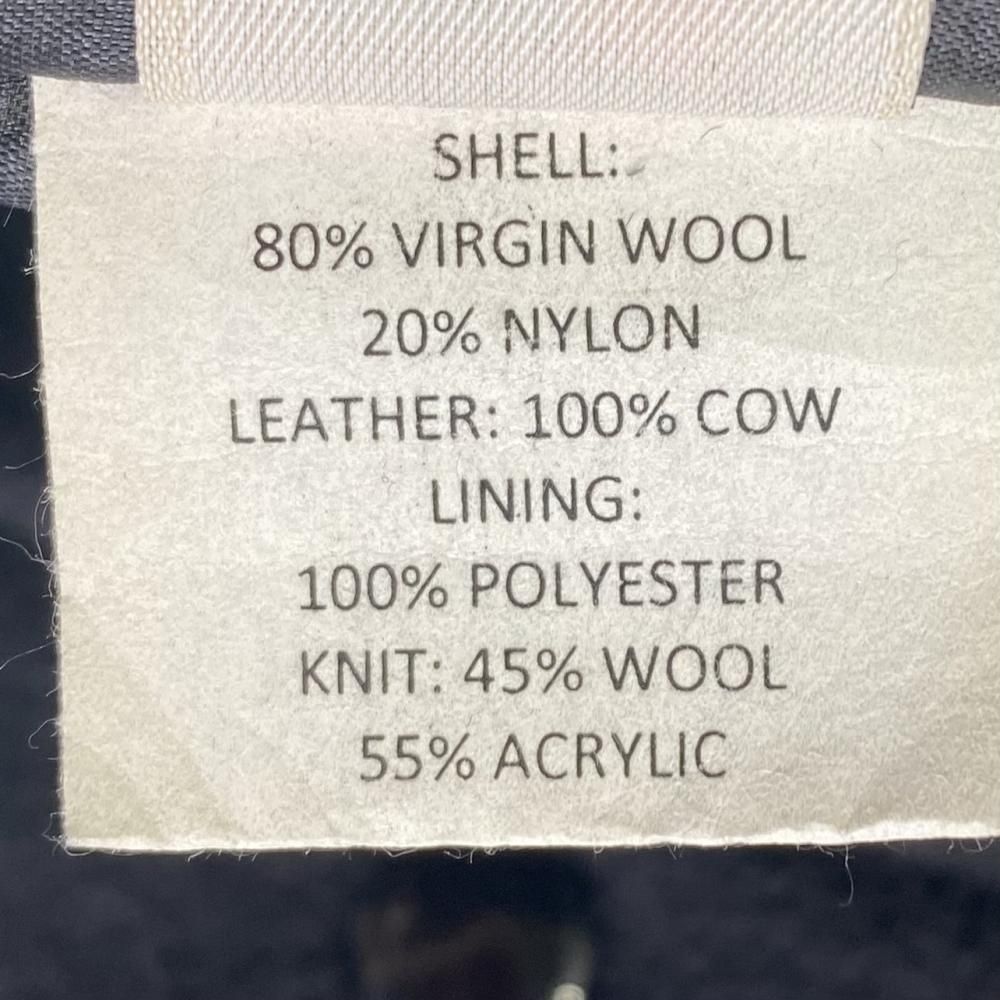 SHELL:
80% VIRGIN WOOL
20% NYLON
LEATHER: 100% COW
LINING:
100% POLYESTER
KNIT: 45% WOOL
55% ACRYLIC